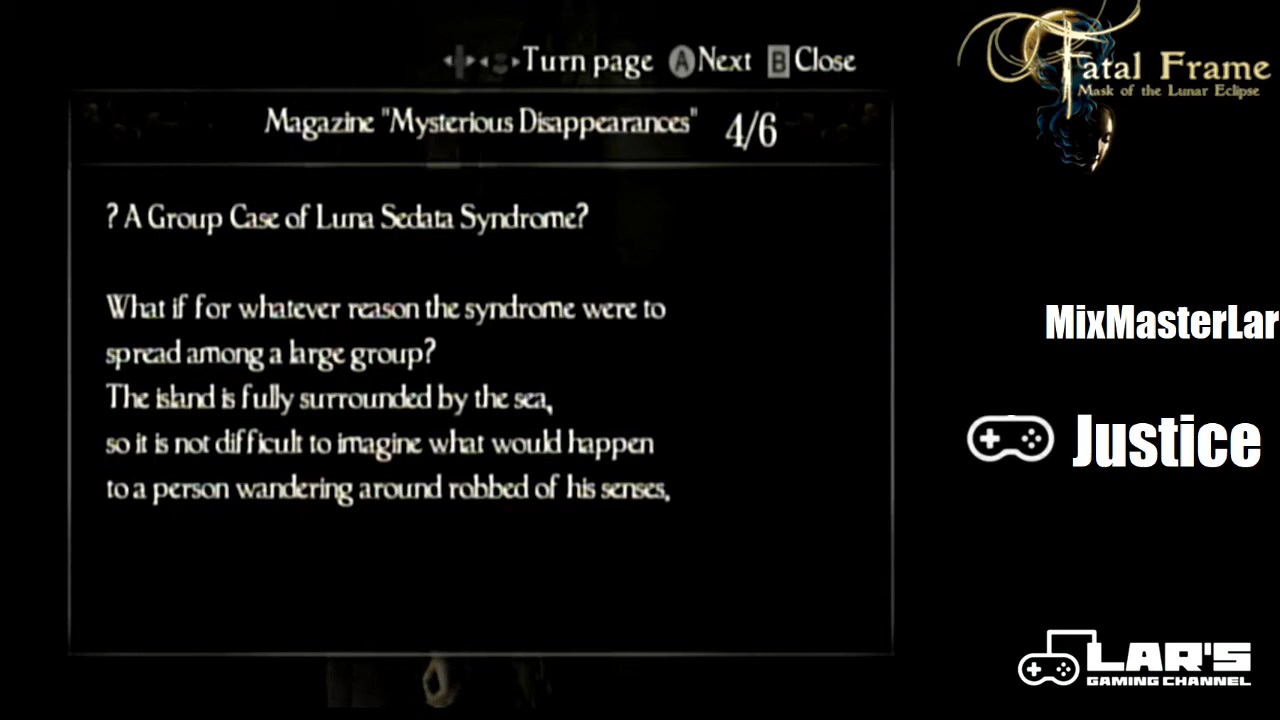 Turn page A Next B Close
Magazine "Mysterious Disappearances" 4/6
? A Group Case of Luna Sedata Syndrome?
What if for whatever reason the syndrome were to
spread among a large group?
The island is fully surrounded by the sea,
so it is not difficult to imagine what would happen
to a person wandering around robbed of his senses,
Fatal Frame
Mask of the Lunar Eclipse
MixMasterLar
Justice
LAR'S
GAMING CHANNEL